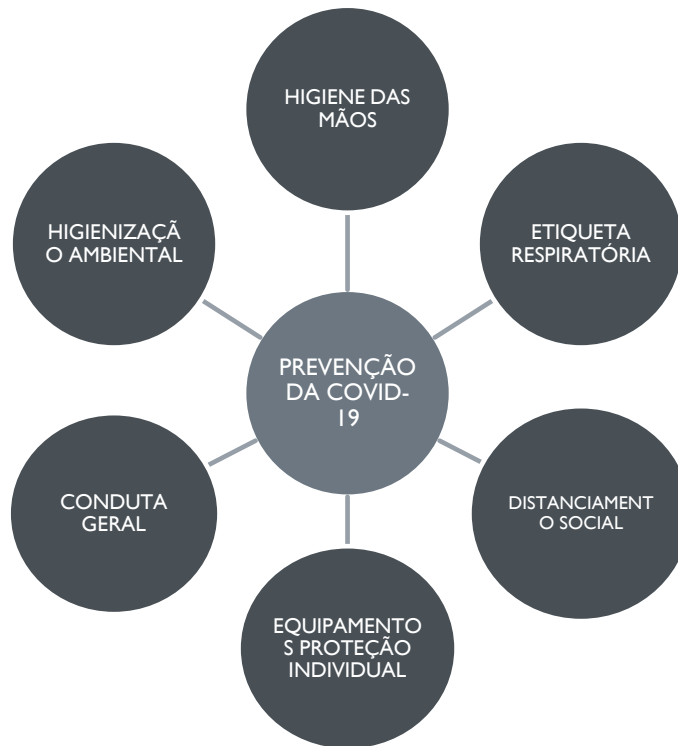 HIGIENE DAS
MÃOS
HIGIENIZAÇÃ
O AMBIENTAL
ETIQUETA
RESPIRATÓRIA
PREVENÇÃO
DA COVID-
19
CONDUTA
GERAL
DISTANCIAMENT
O SOCIAL
EQUIPAMENTO
S PROTEÇÃO
INDIVIDUAL